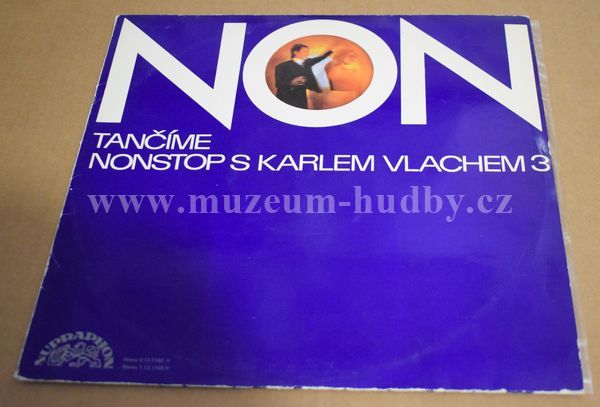 NON
TANČÍME
NONSTOP S KARLEM VLACHEM 3
www.muzeum-hudby.cz
SUPRAPHON